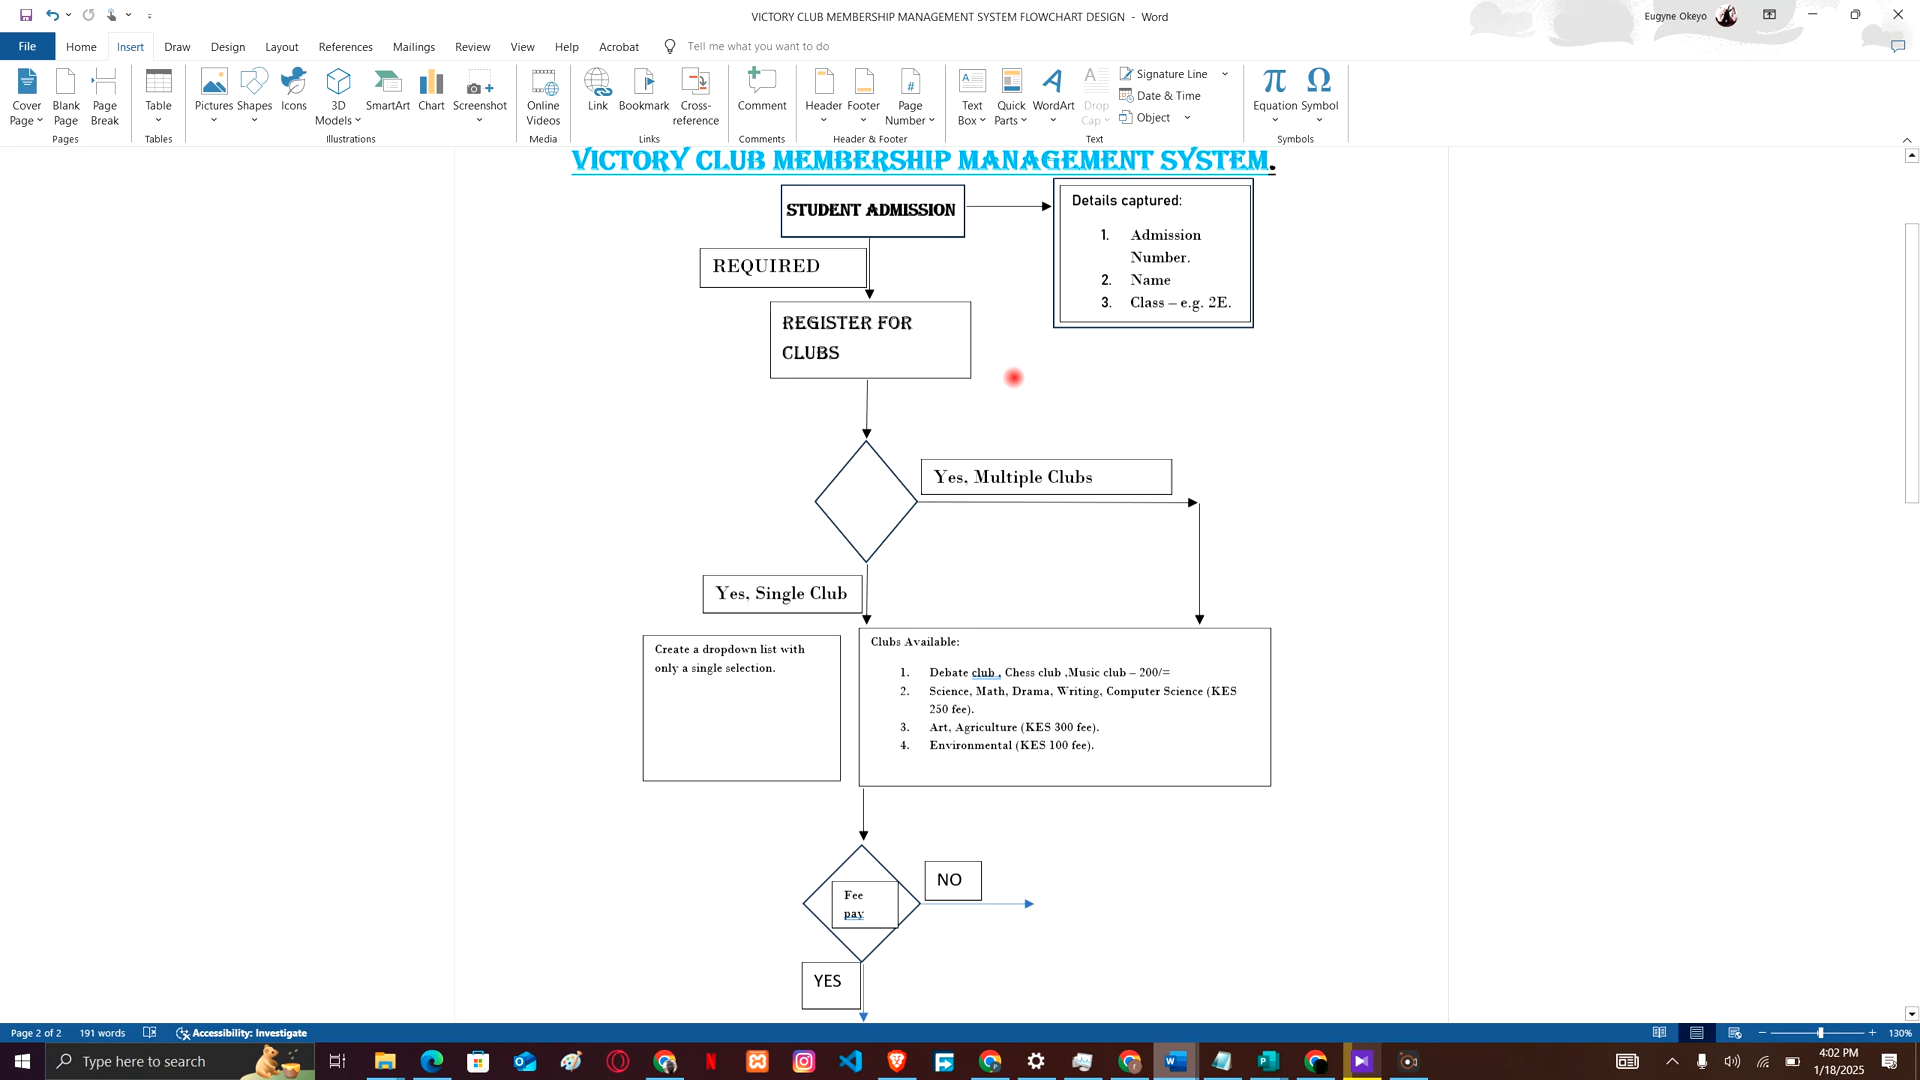 VICTORY CLUB MEMBERSHIP MANAGEMENT SYSTEM FLOWCHART DESIGN - Word
Eugyne Okeyo
File Home Insert Draw Design Layout References Mailings Review View Help Acrobat Tell me what you want to do
Cover Page
Blank Page
Page Break
Table
Pictures
Shapes
Icons
3D Models
SmartArt
Chart
Screenshot
Online Videos
Link
Bookmark
Cross-reference
Comment
Header
Footer
Page Number
Text Box
Quick Parts
WordArt
Drop Cap
Signature Line
Date & Time
Object
Equation
Symbol
Pages Tables Illustrations Media Links Comments Header & Footer Text Symbols
VICTORY CLUB MEMBERSHIP MANAGEMENT SYSTEM.
STUDENT ADMISSION
Details captured:
1. Admission
Number.
2. Name
3. Class – e.g. 2E.
REQUIRED
REGISTER FOR
CLUBS
Yes, Multiple Clubs
Yes, Single Club
Create a dropdown list with
only a single selection.
Clubs Available:
1. Debate club , Chess club ,Music club – 200/=
2. Science, Math, Drama, Writing, Computer Science (KES
250 fee).
3. Art, Agriculture (KES 300 fee).
4. Environmental (KES 100 fee).
Fee
pay
NO
YES
Page 2 of 2 191 words Accessibility: Investigate 130%
Type here to search
4:02 PM
1/18/2025